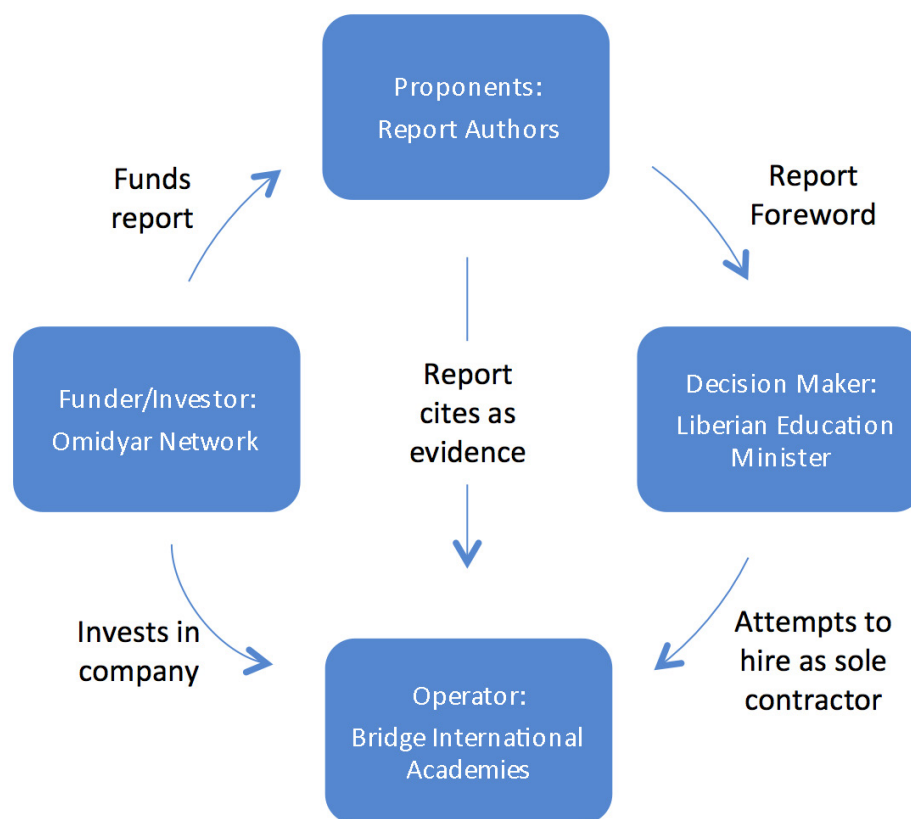 Proponents:
Report Authors
Funds
report
Report
Foreword
Funder/Investor:
Omidyar Network
Report
cites as
evidence
Decision Maker:
Liberian Education
Minister
Invests in
company
Attempts to
hire as sole
contractor
Operator:
Bridge International
Academies